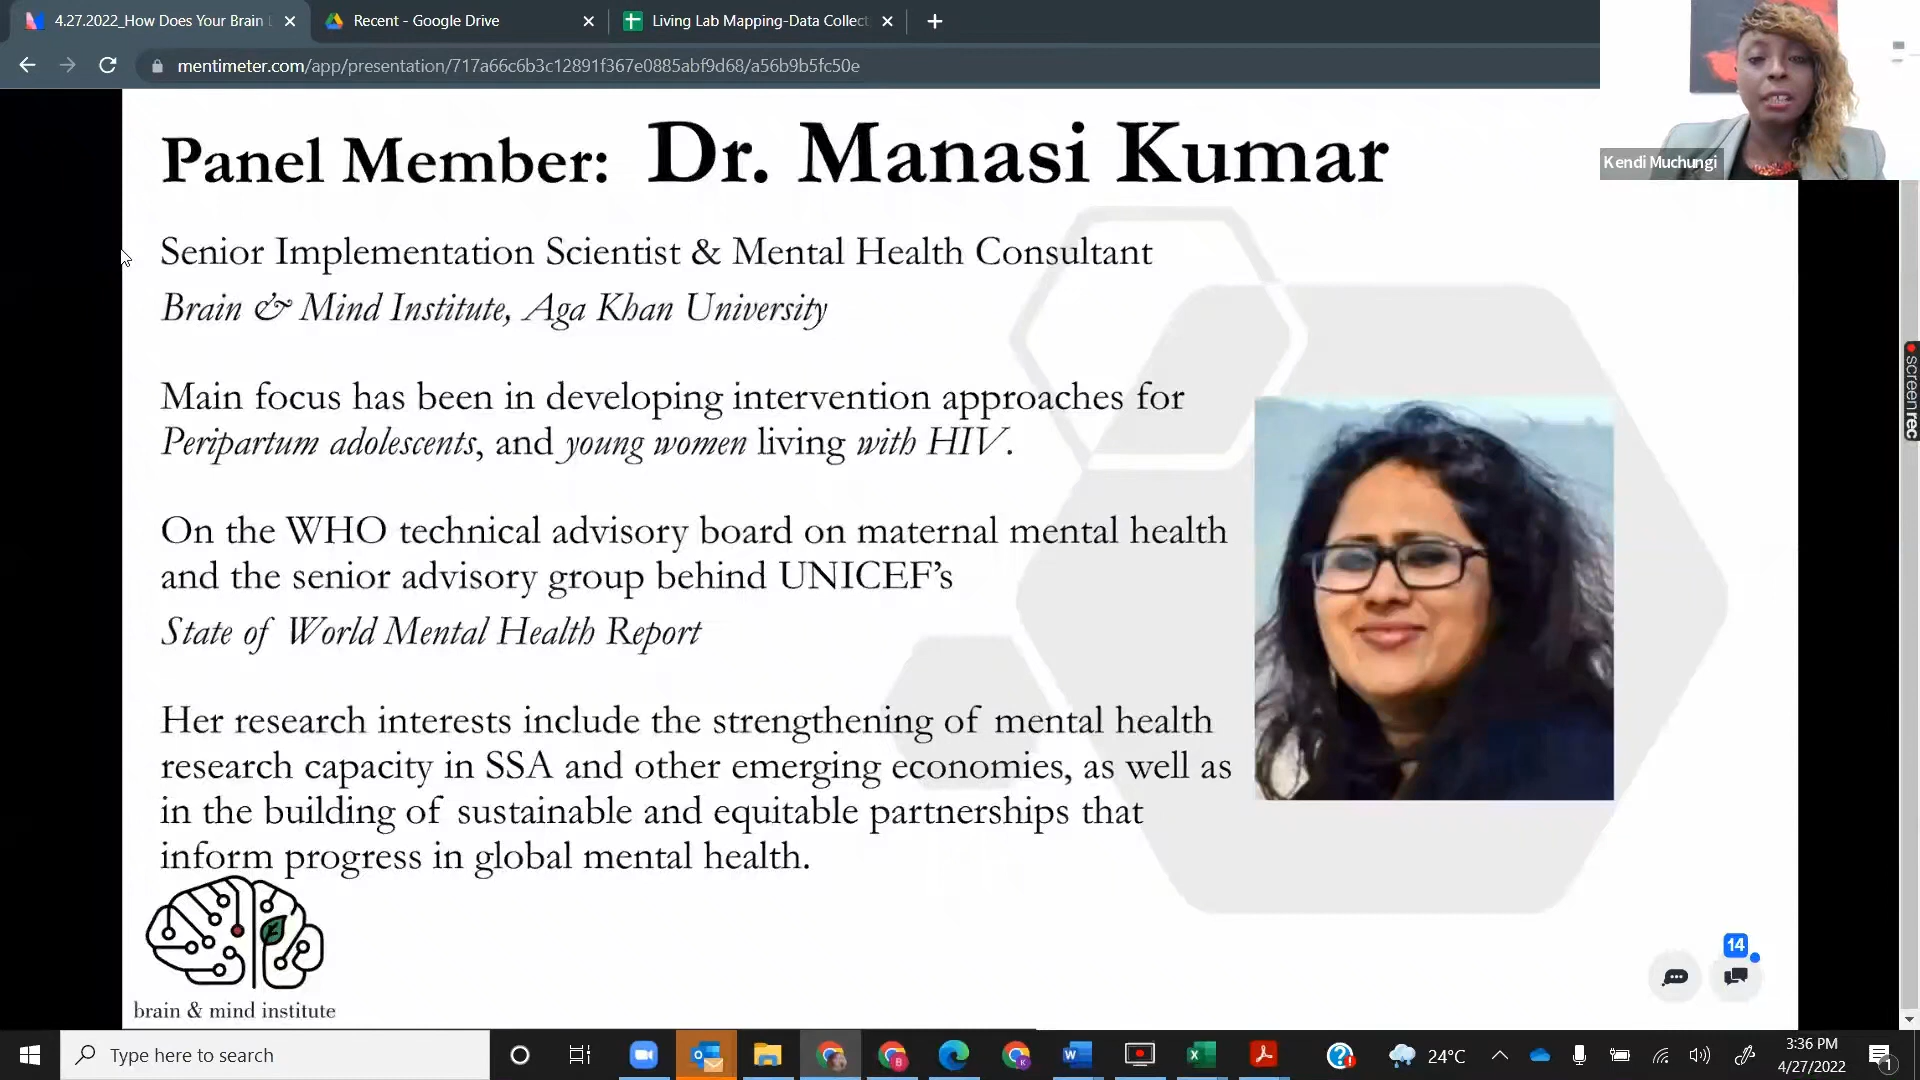 4.27.2022_How Does Your Brain
Recent - Google Drive
Living Lab Mapping-Data Collect
mentimeter.com/app/presentation/717a66c6b3c12891f367e0885abf9d68/a56b9b5fc50e
Kendi Muchungi
Panel Member: Dr. Manasi Kumar
Senior Implementation Scientist & Mental Health Consultant
Brain & Mind Institute, Aga Khan University
Main focus has been in developing intervention approaches for
Peripartum adolescents, and young women living with HIV.
On the WHO technical advisory board on maternal mental health
and the senior advisory group behind UNICEF’s
State of World Mental Health Report
Her research interests include the strengthening of mental health
research capacity in SSA and other emerging economies, as well as
in the building of sustainable and equitable partnerships that
inform progress in global mental health.
brain & mind institute
14
screenrec
Type here to search
24°C
3:36 PM
4/27/2022
1